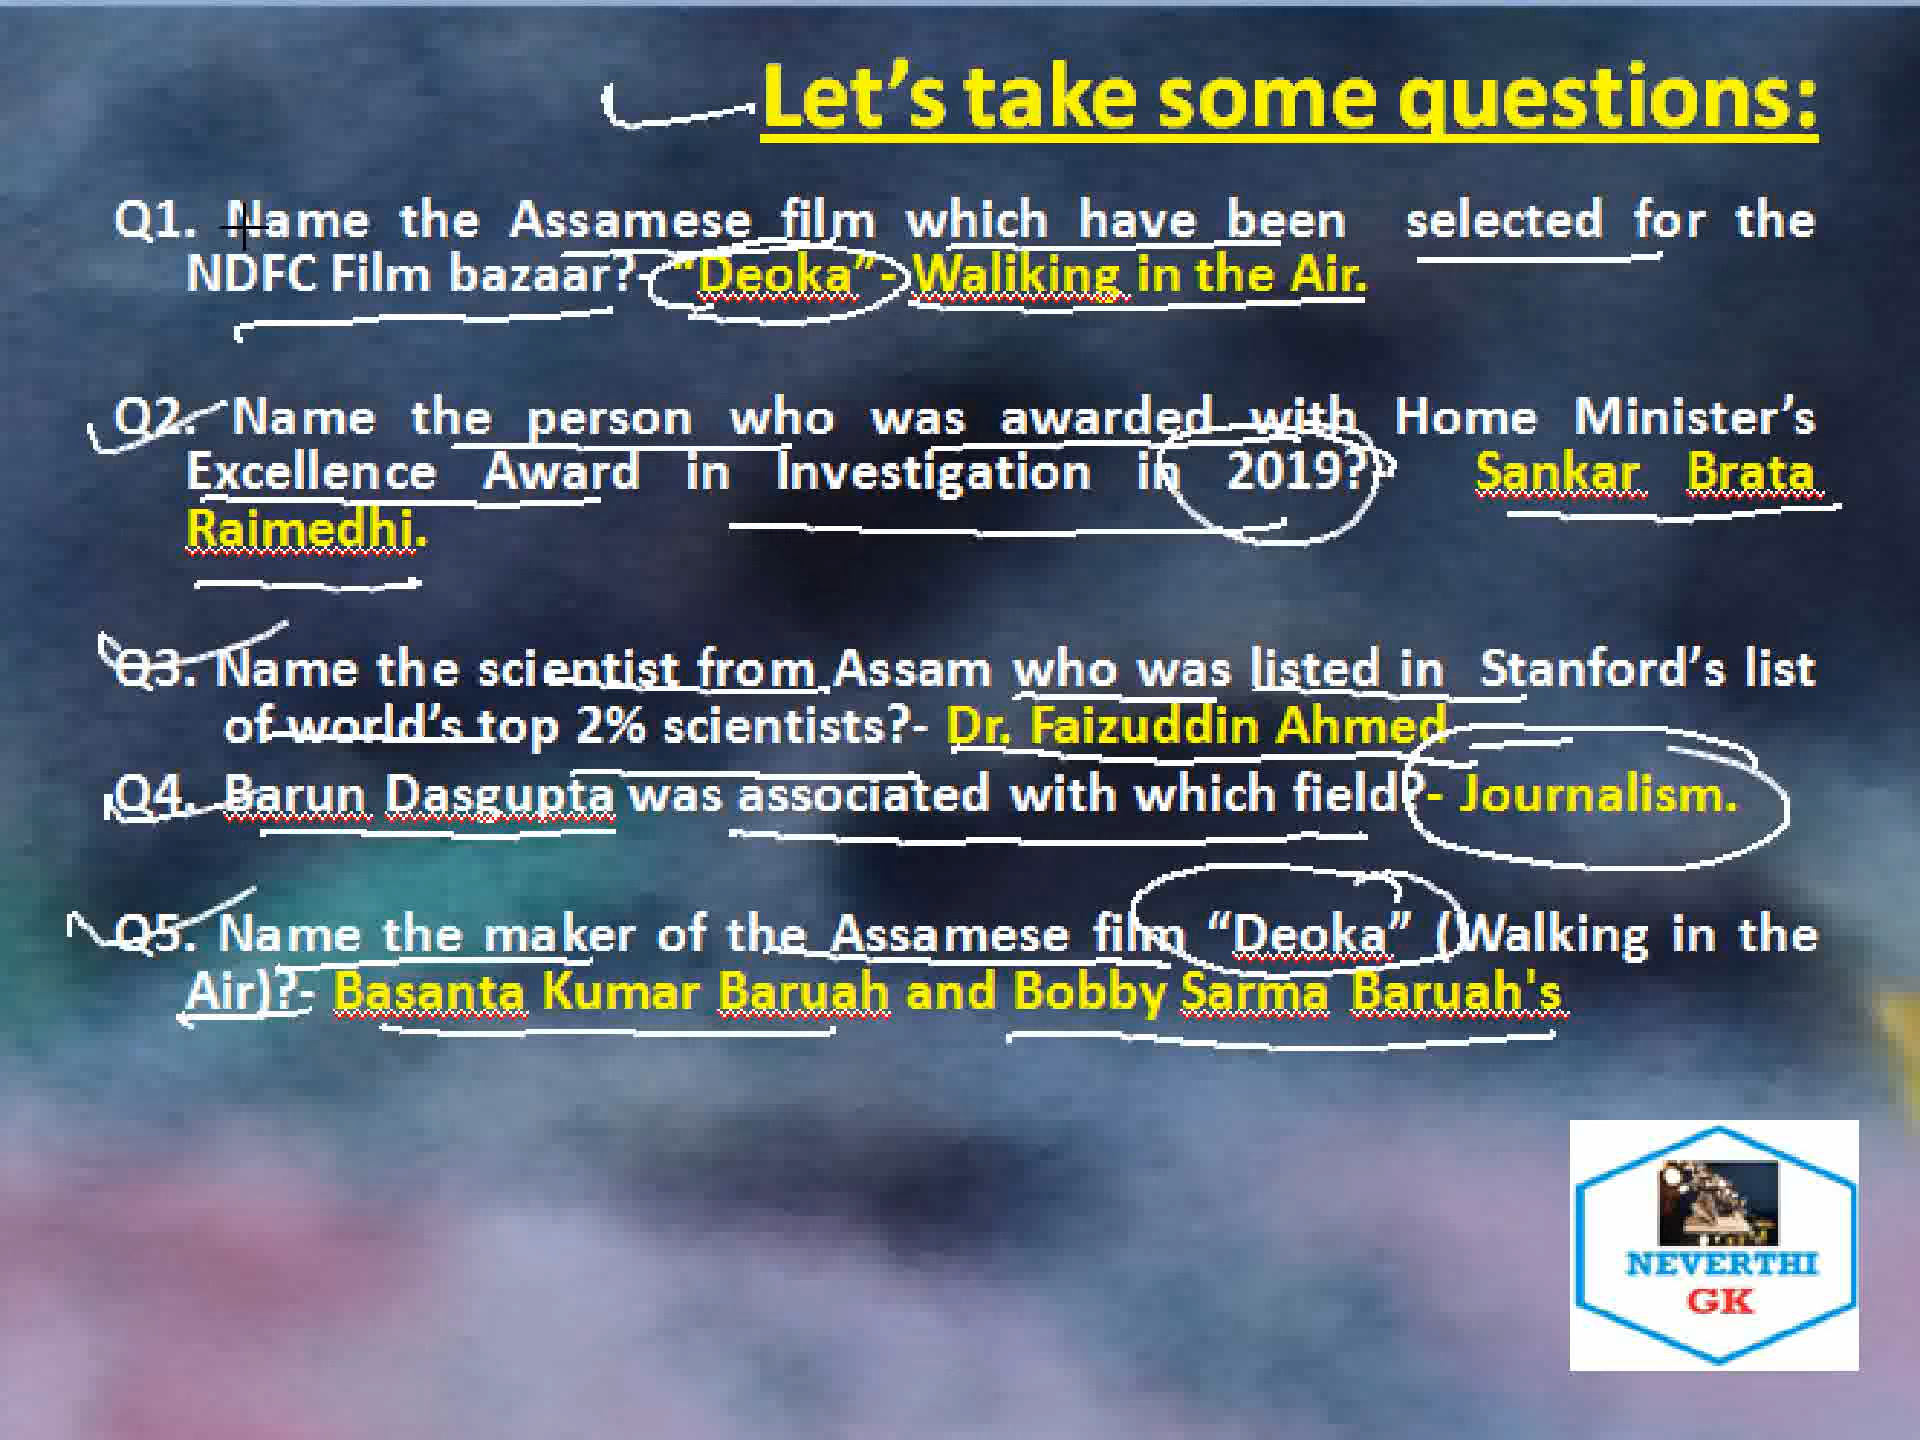 Let's take some questions:
Q1. Name the Assamese film which have been selected for the
NDFC Film bazaar?- “Deoka”- Waliking in the Air.
Q2. Name the person who was awarded with Home Minister’s
Excellence Award in Investigation in 2019?- Sankar Brata
Raimedhi.
Q3. Name the scientist from Assam who was listed in Stanford’s list
of world’s top 2% scientists?- Dr. Faizuddin Ahmed
Q4. Barun Dasgupta was associated with which field?- Journalism.
Q5. Name the maker of the Assamese film “Deoka” (Walking in the
Air)?- Basanta Kumar Baruah and Bobby Sarma Baruah's
NEVERTHI
GK